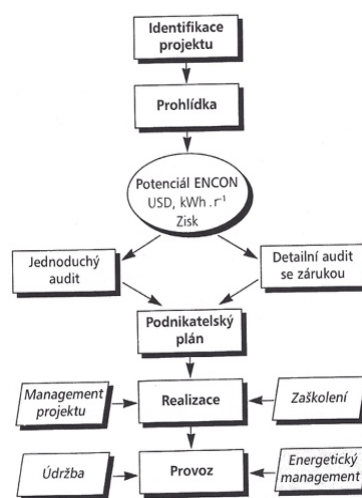 Identifikace
projektu
Prohlídka
Potenciál ENCON
USD, kWh.r⁻¹
Zisk
Jednoduchý
audit
Detailní audit
se zárukou
Podnikatelský
plán
Management
projektu
Realizace
Zaškolení
Údržba
Provoz
Energetický
management